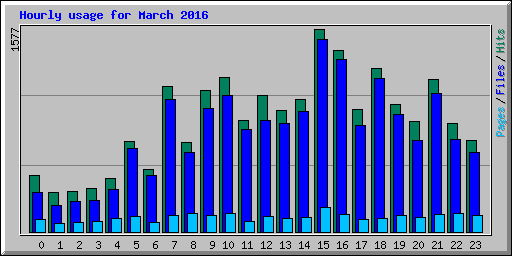 Hourly usage for March 2016
1577
Pages/Files/Hits
0 1 2 3 4 5 6 7 8 9 10 11 12 13 14 15 16 17 18 19 20 21 22 23